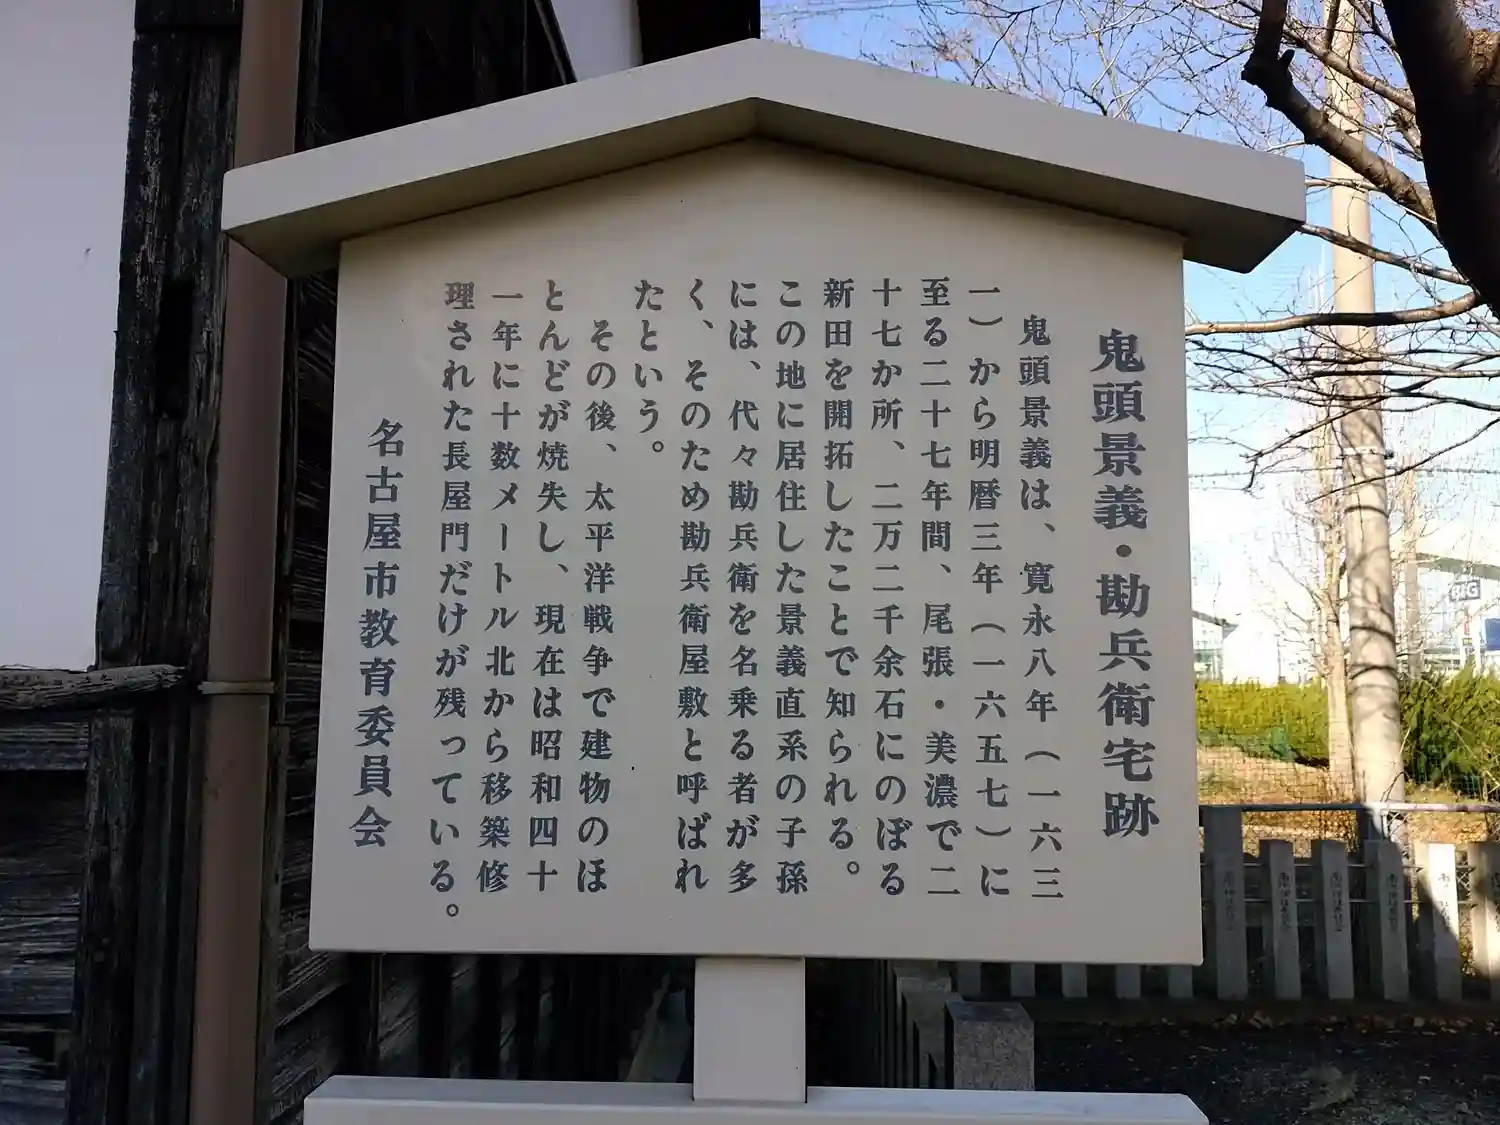 鬼頭景義・勘兵衛宅跡
鬼頭景義は、寛永八年（一六三
一）から明暦三年（一六五七）に
至る二十七年間、尾張・美濃で二
十七か所、二万二千余石にのぼる
新田を開拓したことで知られる。
この地に居住した景義直系の子孫
には、代々勘兵衛を名乗る者が多
く、そのため勘兵衛屋敷と呼ばれ
たという。
その後、太平洋戦争で建物のほ
とんどが焼失し、現在は昭和四十
一年に十数メートル北から移築修
理された長屋門だけが残っている。
名古屋市教育委員会